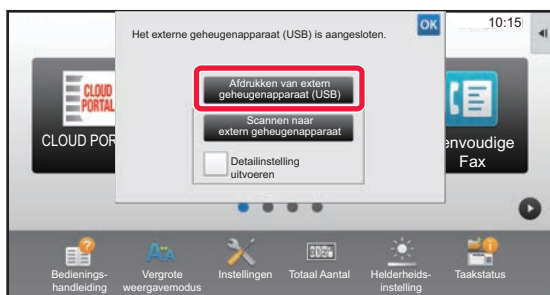 Het externe geheugenapparaat (USB) is aangesloten.
OK
10:15
Afdrukken van extern
geheugenapparaat (USB)
Scannen naar
extern geheugenapparaat
Detailinstelling
uitvoeren
CLOUD
PORTAL
CLOUD POR
envoudige
Fax
Bedienings-
handleiding
Vergrote
weergavemodus
Instellingen
Totaal Aantal
Helderheids-
instelling
Taakstatus